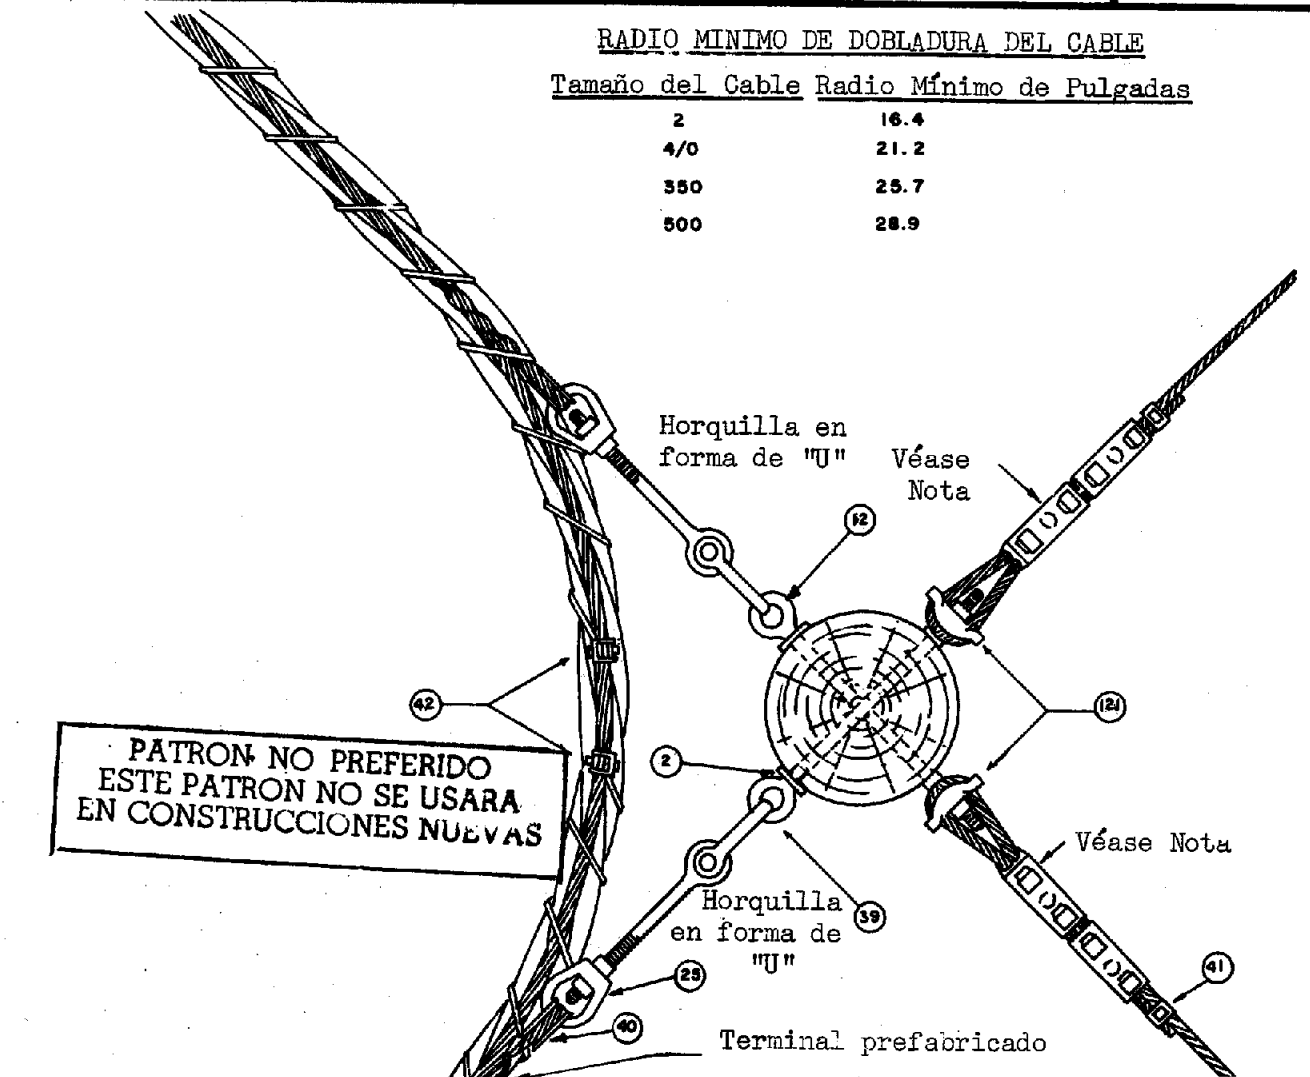 RADIO MINIMO DE DOBLADURA DEL CABLE
Tamaño del Cable Radio Mínimo de Pulgadas
2 16.4
4/0 21.2
350 25.7
500 28.9
Horquilla en
forma de "U"
Véase
Nota
12
42
121
2
PATRON NO PREFERIDO
ESTE PATRON NO SE USARA
EN CONSTRUCCIONES NUEVAS
Véase Nota
Horquilla
en forma de
"U"
39
25
41
40
Terminal prefabricado